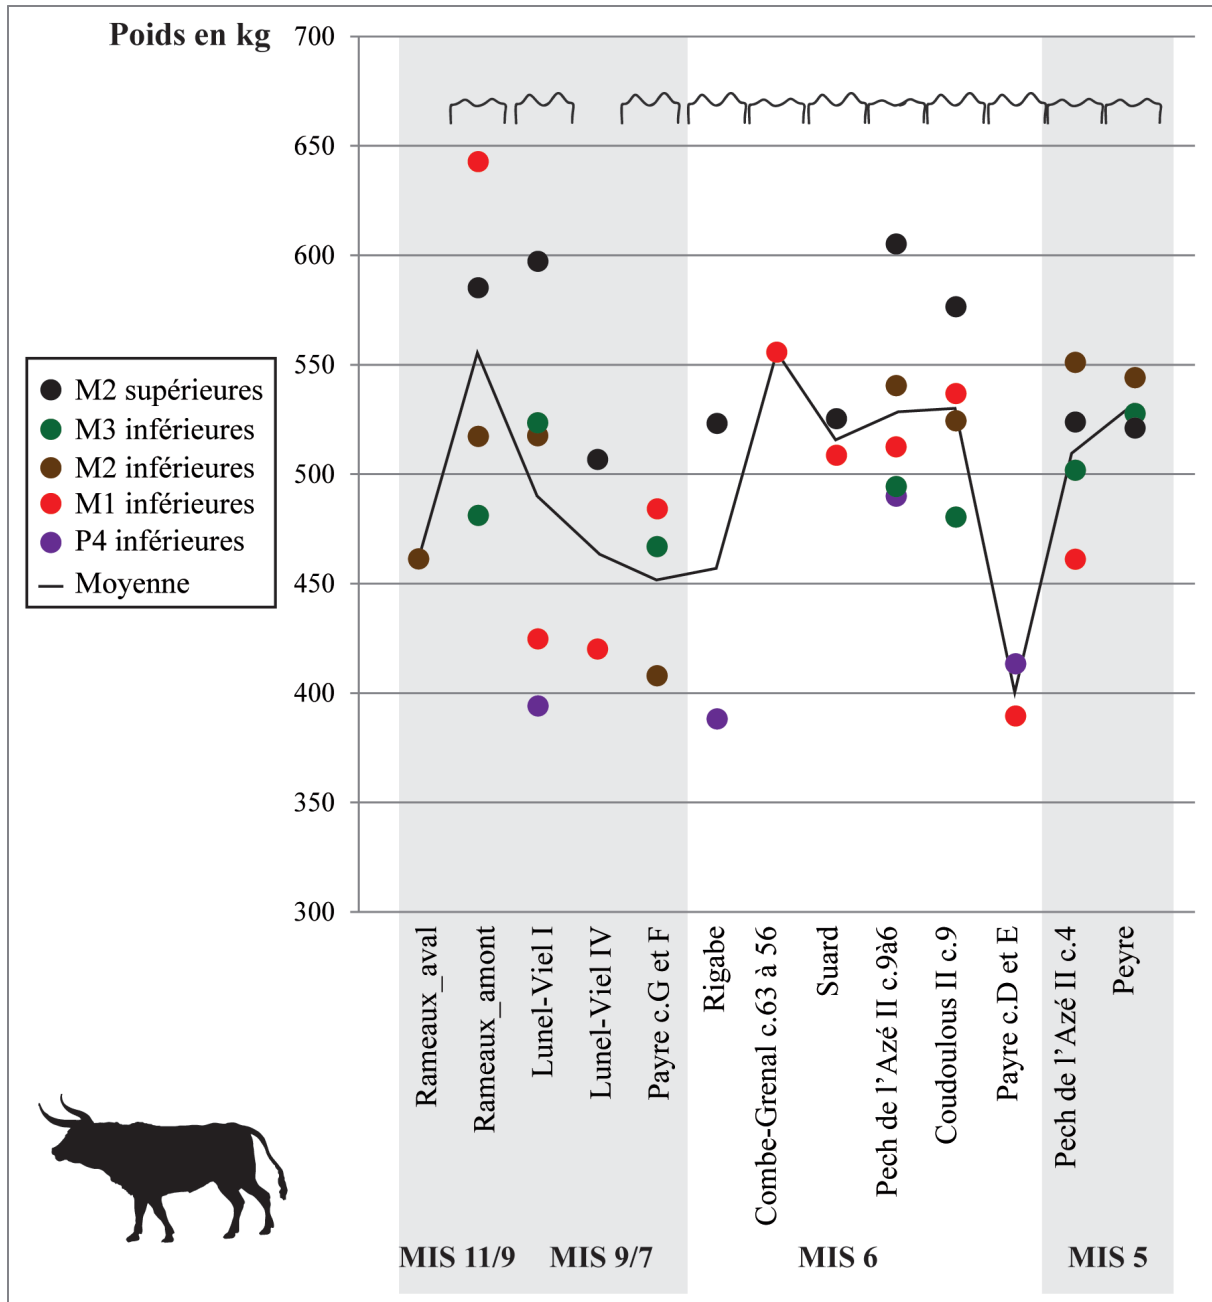 Poids en kg
700
650
600
550
500
450
400
350
300
M2 supérieures
M3 inférieures
M2 inférieures
M1 inférieures
P4 inférieures
Moyenne
Rameaux_aval
Rameaux_amont
Lunel-Viel I
Lunel-Viel IV
Payre c.G et F
Rigabe
Combe-Grenal c.63 à 56
Suard
Pech de l'Azé II c.9à6
Coudoulous II c.9
Payre c.D et E
Pech de l'Azé II c.4
Peyre
MIS 11/9
MIS 9/7
MIS 6
MIS 5